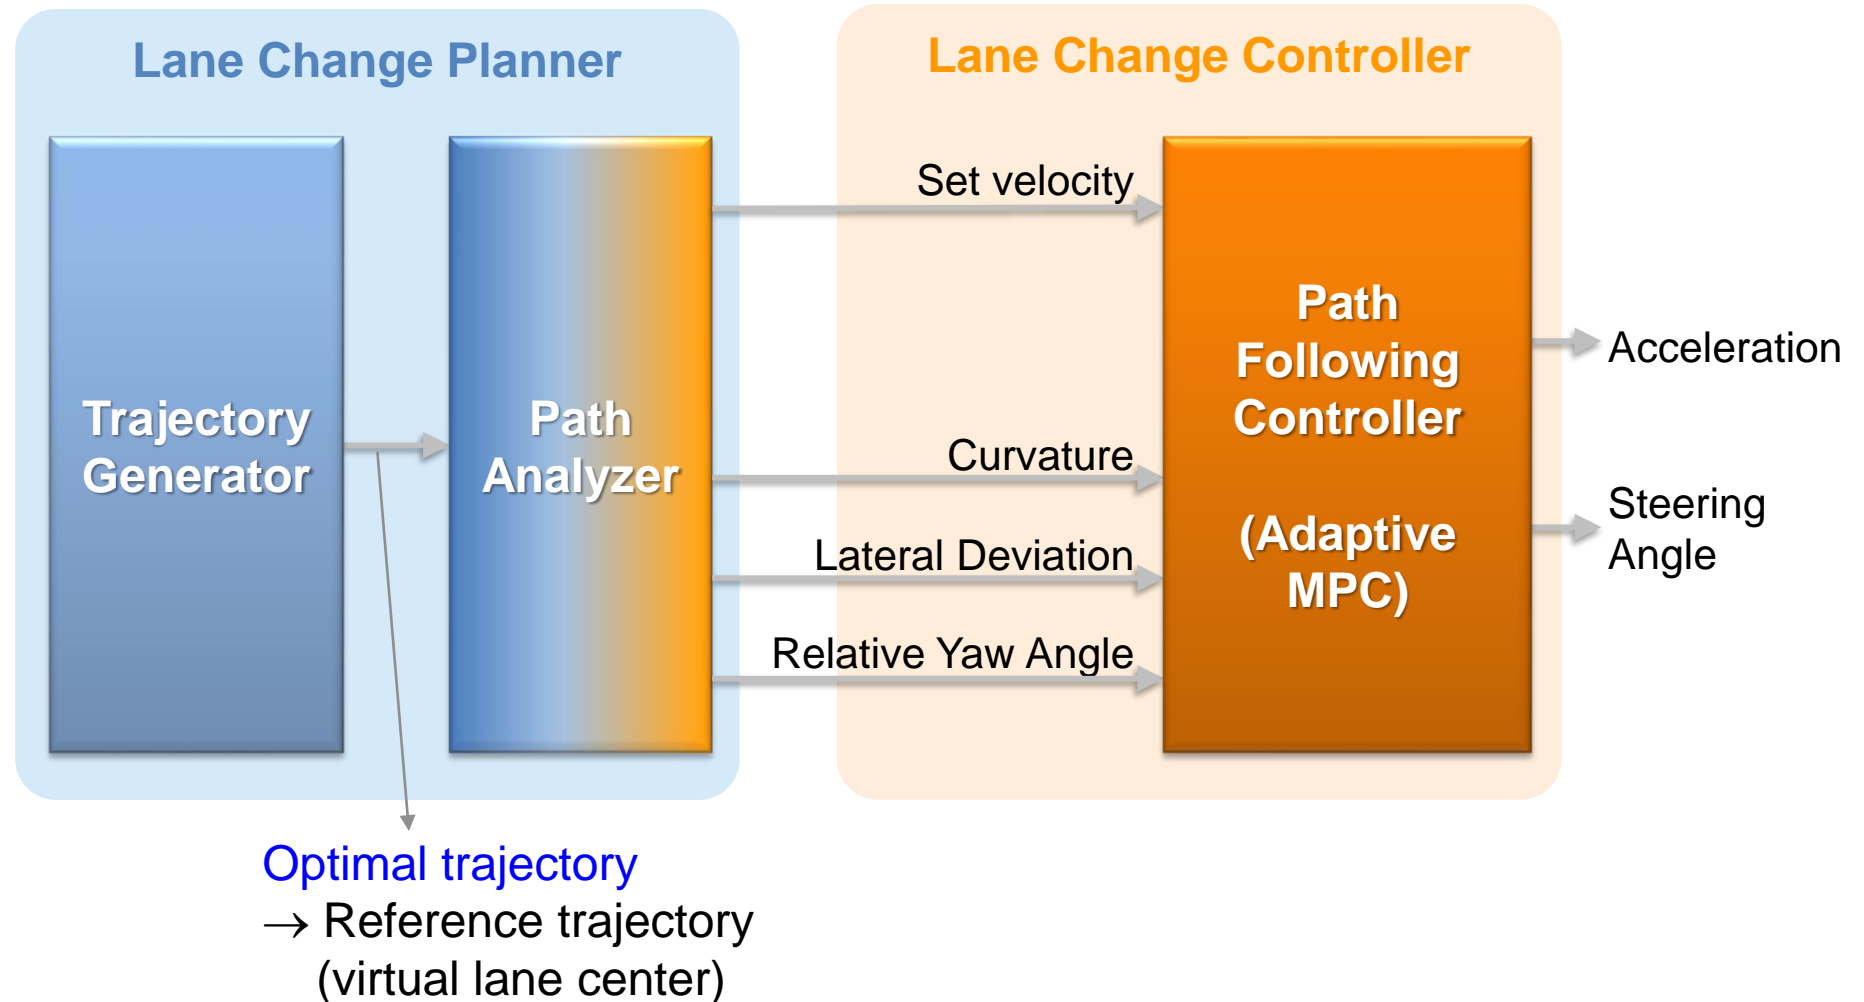 Lane Change Planner
Lane Change Controller
Trajectory
Generator
Path
Analyzer
Set velocity
Curvature
Lateral Deviation
Relative Yaw Angle
Path
Following
Controller
(Adaptive
MPC)
Acceleration
Steering
Angle
Optimal trajectory
→ Reference trajectory
(virtual lane center)